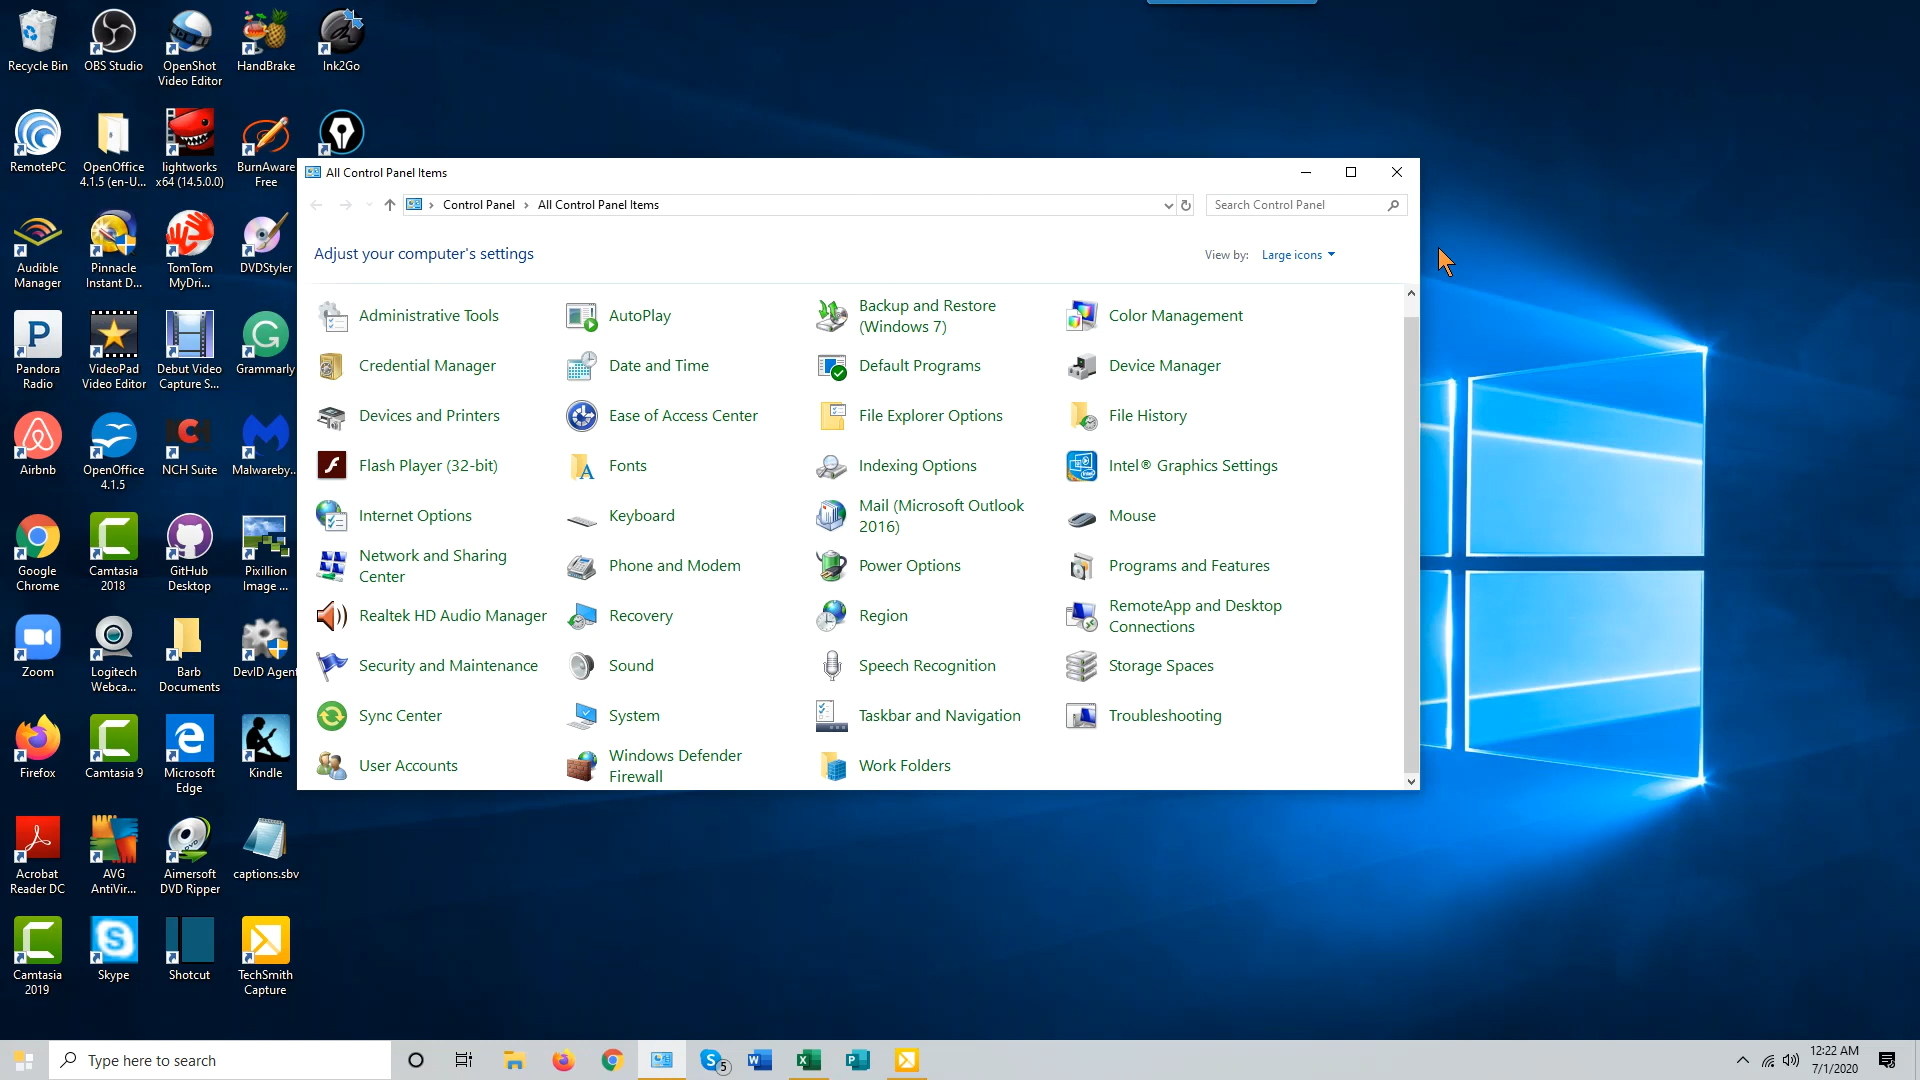 Recycle Bin
OBS Studio
OpenShot
Video Editor
HandBrake
Ink2Go
RemotePC
OpenOffice
4.1.5 (en-U...
lightworks
x64 (14.5.0.0)
BurnAware
Free
Audible
Manager
Pinnacle
Instant D...
TomTom
MyDri...
DVDStyler
Pandora
Radio
VideoPad
Video Editor
Debut Video
Capture S...
Grammarly
Airbnb
OpenOffice
4.1.5
NCH Suite
Malwareby...
Google
Chrome
Camtasia
2018
GitHub
Desktop
Pixillion
Image ...
Zoom
Logitech
Webca...
Barb
Documents
DevID Agent
Firefox
Camtasia 9
Microsoft
Edge
Kindle
Acrobat
Reader DC
AVG
AntiVir...
Aimersoft
DVD Ripper
captions.sbv
Camtasia
2019
Skype
Shotcut
TechSmith
Capture
All Control Panel Items
Control Panel > All Control Panel Items
Search Control Panel
Adjust your computer's settings
View by: Large icons
Administrative Tools
AutoPlay
Backup and Restore
(Windows 7)
Color Management
Credential Manager
Date and Time
Default Programs
Device Manager
Devices and Printers
Ease of Access Center
File Explorer Options
File History
Flash Player (32-bit)
Fonts
Indexing Options
Intel® Graphics Settings
Internet Options
Keyboard
Mail (Microsoft Outlook
2016)
Mouse
Network and Sharing
Center
Phone and Modem
Power Options
Programs and Features
Realtek HD Audio Manager
Recovery
Region
RemoteApp and Desktop
Connections
Security and Maintenance
Sound
Speech Recognition
Storage Spaces
Sync Center
System
Taskbar and Navigation
Troubleshooting
User Accounts
Windows Defender
Firewall
Work Folders
Type here to search
5
12:22 AM
7/1/2020